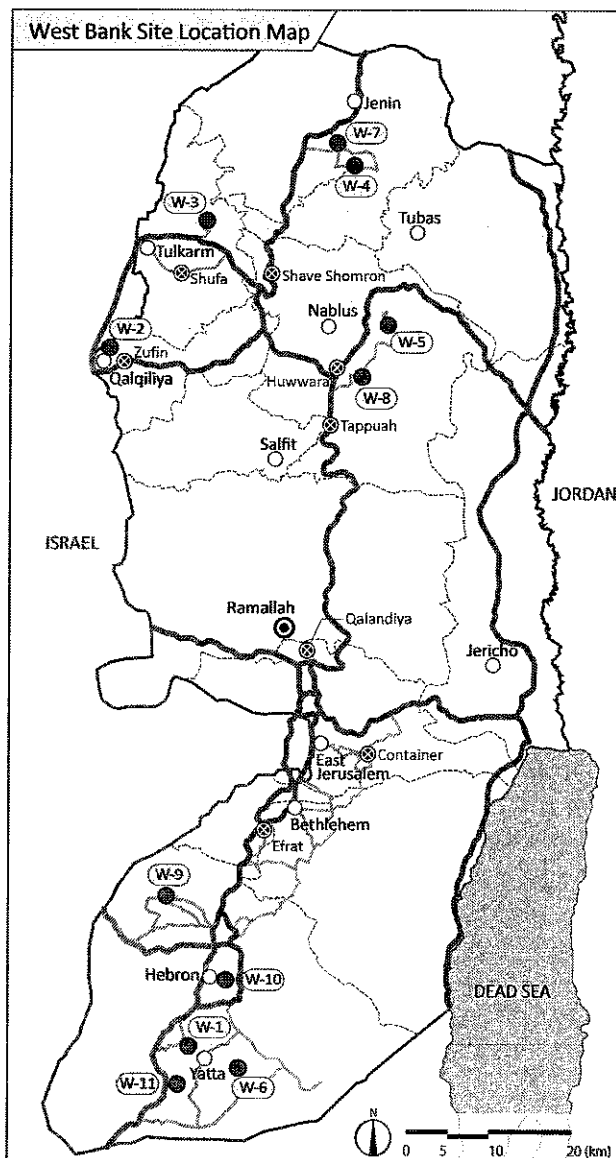 West Bank Site Location Map
Jenin
W-7
W-4
W-3
Tubas
Tulkarm
Shufa
Shave Shomron
Nablus
W-2
W-5
Zufin
Qalqiliya
Huwwara
W-8
Tappuah
Salfit
JORDAN
ISRAEL
Ramallah
Qalandiya
Jericho
East
Jerusalem
Container
Bethlehem
Efrat
W-9
Hebron
W-10
DEAD SEA
W-1
Yatta
W-11
W-6
N
0 5 10 20 (km)